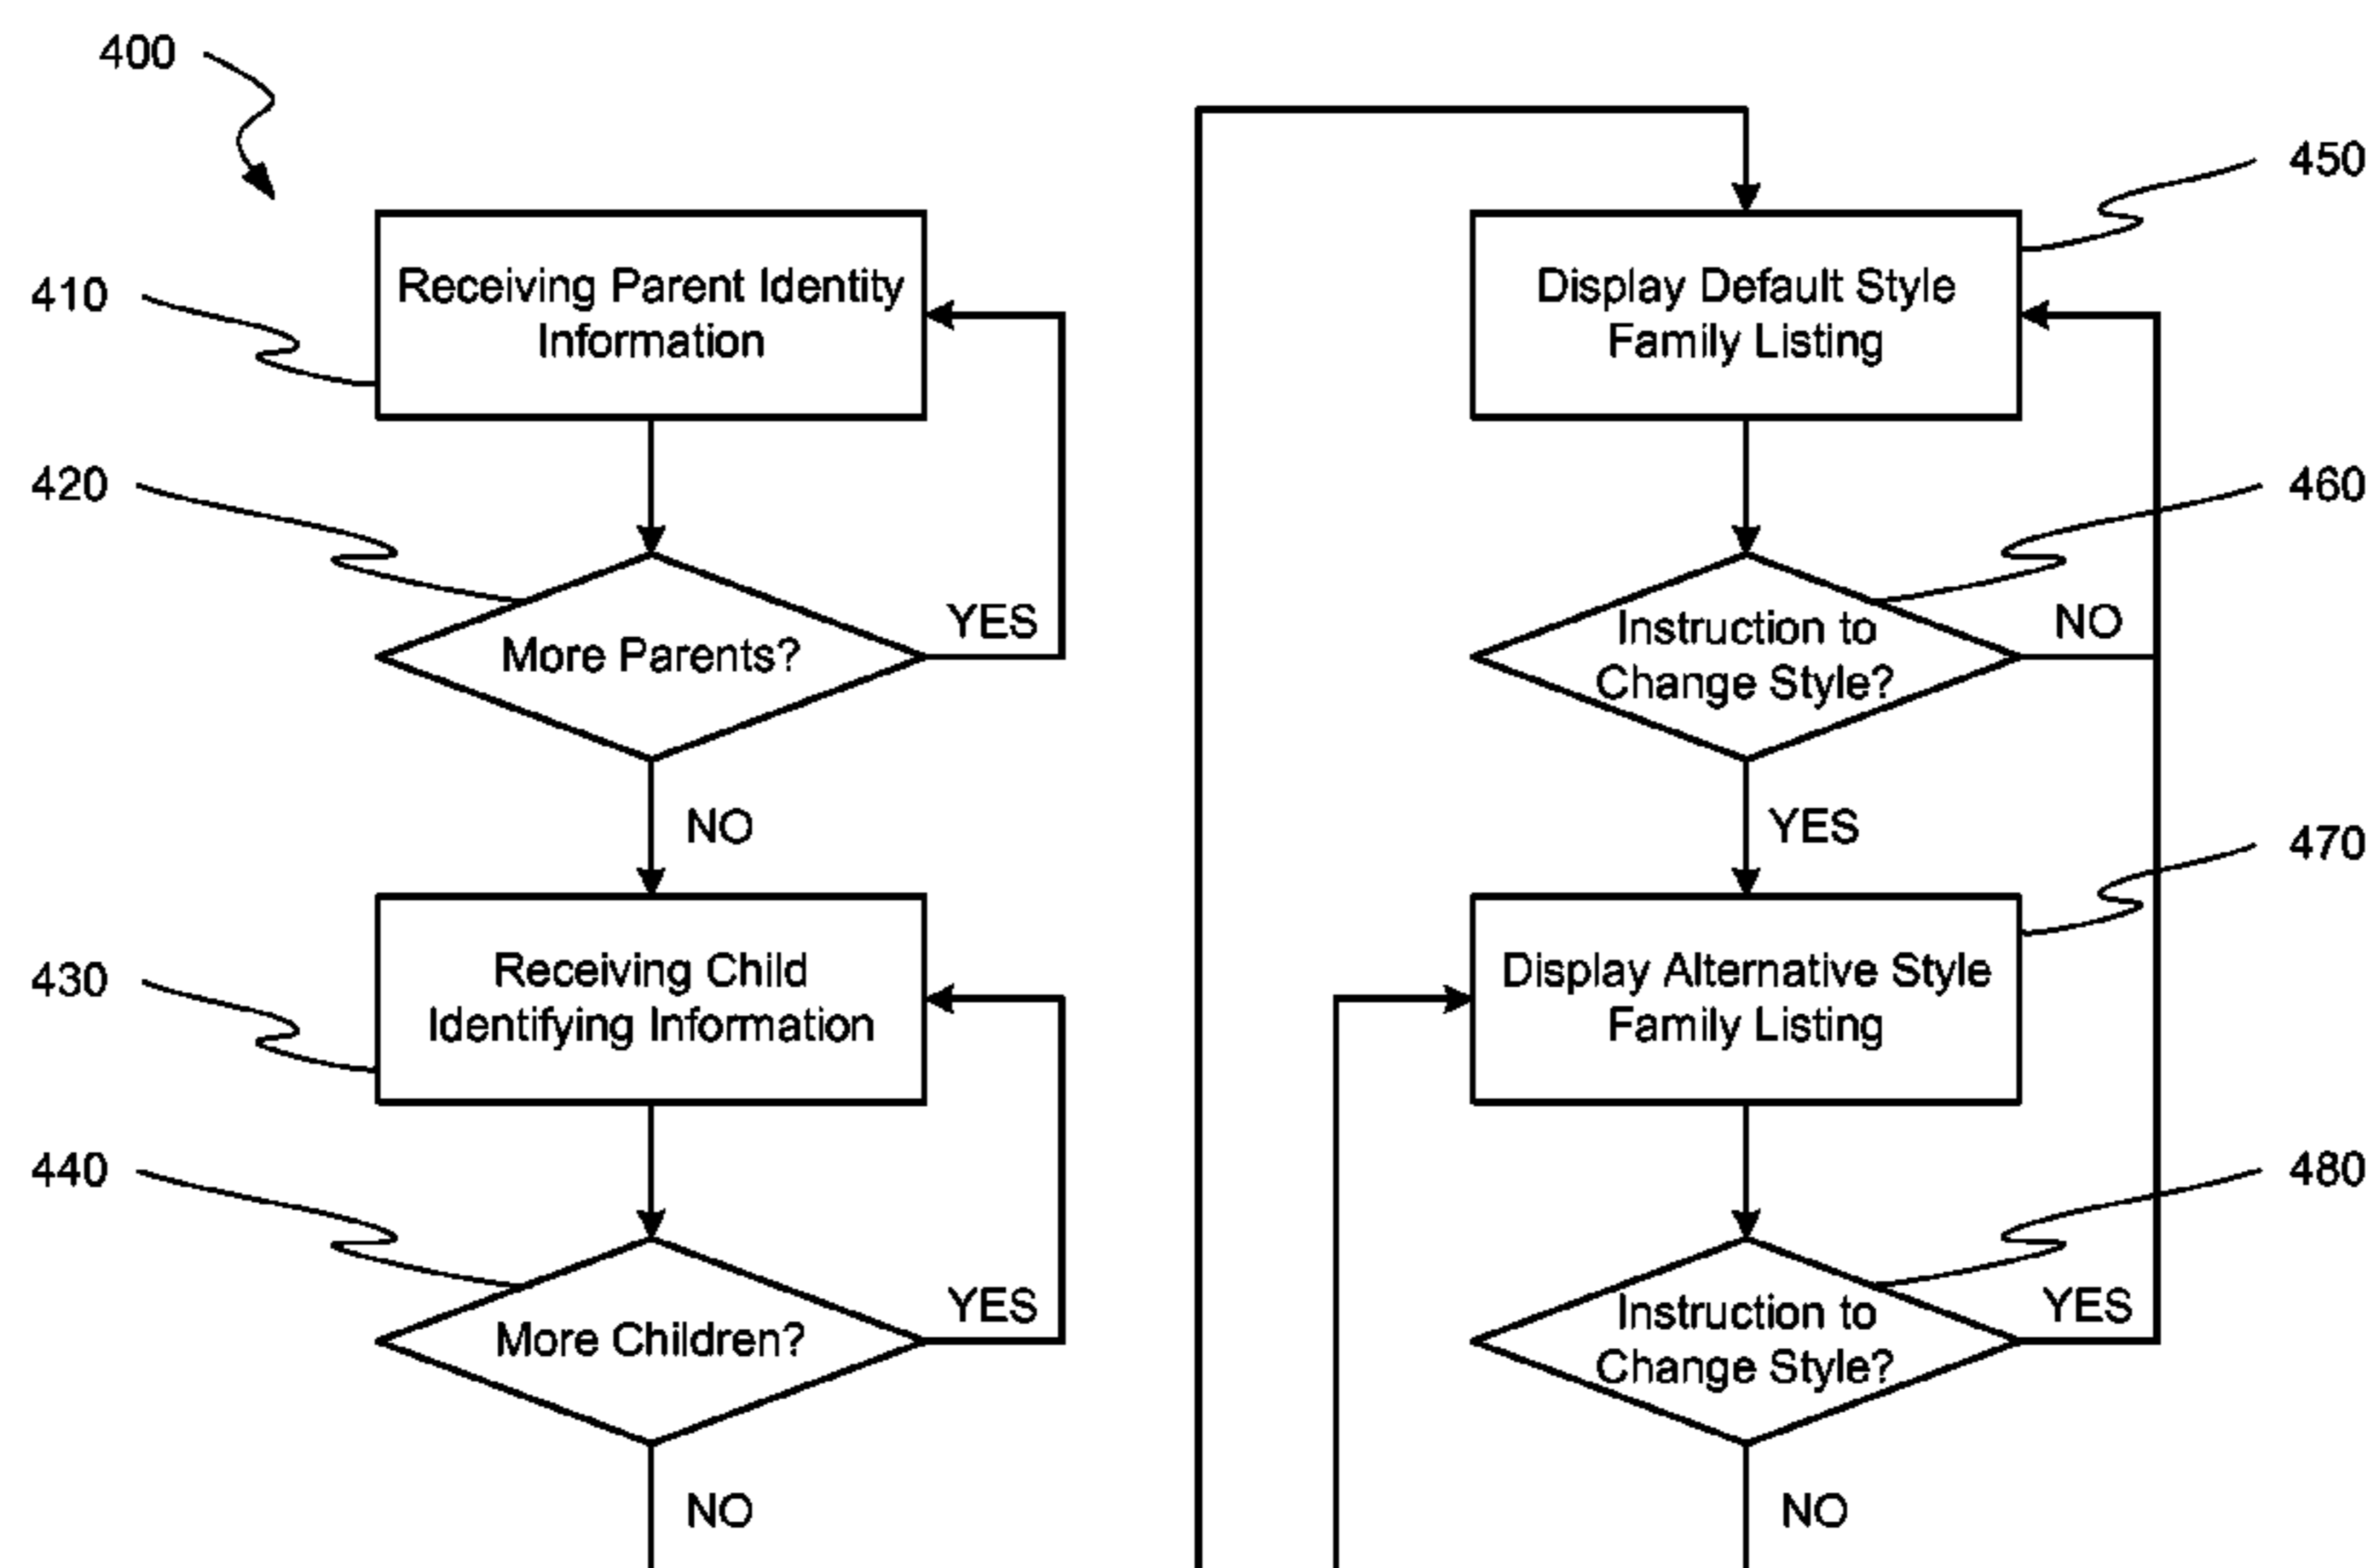 400
410
Receiving Parent Identity
Information
420
More Parents?
YES
NO
430
Receiving Child
Identifying Information
440
More Children?
YES
NO
450
Display Default Style
Family Listing
460
Instruction to
Change Style?
NO
YES
470
Display Alternative Style
Family Listing
480
Instruction to
Change Style?
YES
NO